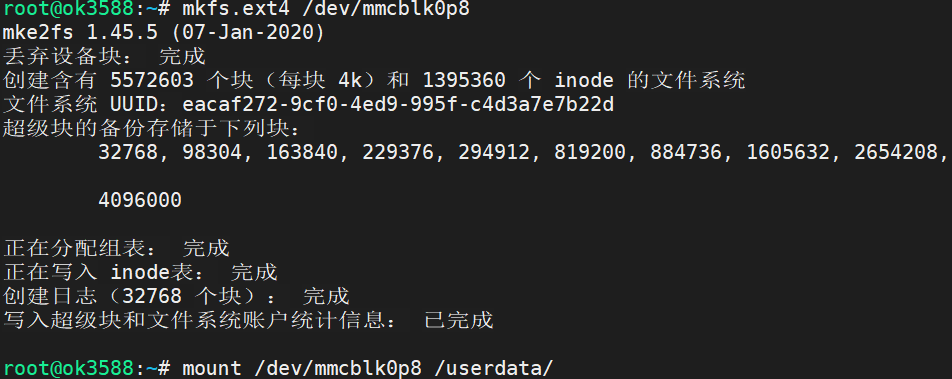 root@ok3588:~# mkfs.ext4 /dev/mmcblk0p8
mke2fs 1.45.5 (07-Jan-2020)
丢弃设备块： 完成
创建含有 5572603 个块（每块 4k）和 1395360 个 inode 的文件系统
文件系统 UUID：eacaf272-9cf0-4ed9-995f-c4d3a7e7b22d
超级块的备份存储于下列块：
32768, 98304, 163840, 229376, 294912, 819200, 884736, 1605632, 2654208,
4096000
正在分配组表： 完成
正在写入 inode表： 完成
创建日志（32768 个块）： 完成
写入超级块和文件系统账户统计信息： 已完成
root@ok3588:~# mount /dev/mmcblk0p8 /userdata/